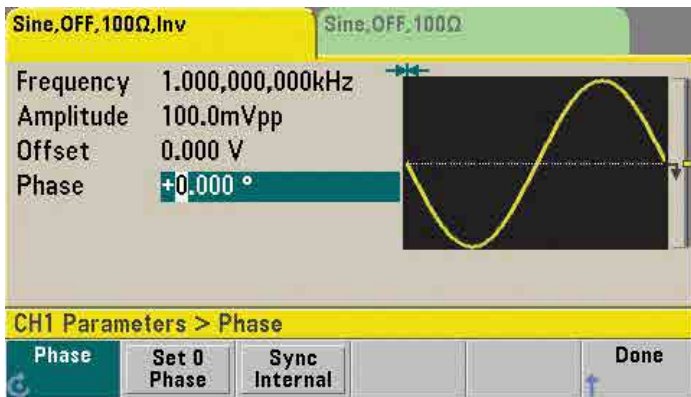 Sine,OFF,100Ω,Inv
Sine,OFF,100Ω
Frequency 1.000,000,000kHz
Amplitude 100.0mVpp
Offset 0.000 V
Phase +0.000 °
CH1 Parameters > Phase
Phase
Set 0 Phase
Sync Internal
Done